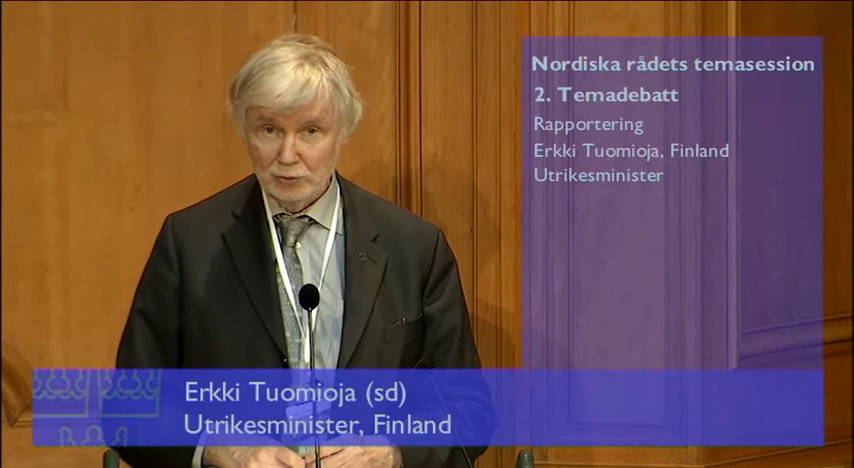 Nordiska rådets temasession
2. Temadebatt
Rapportering
Erkki Tuomioja, Finland
Utrikesminister
Erkki Tuomioja (sd)
Utrikesminister, Finland